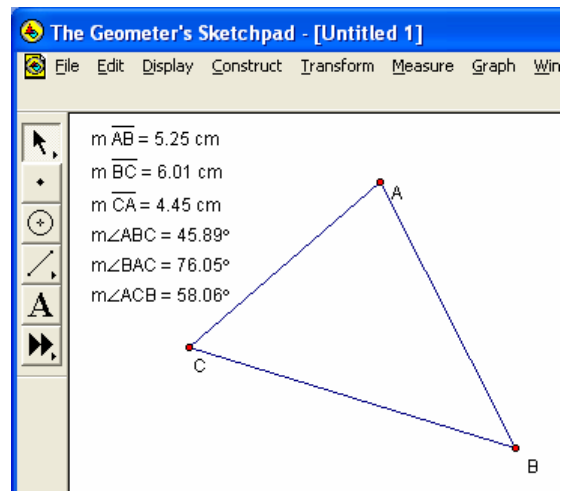 The Geometer's Sketchpad - [Untitled 1]
File Edit Display Construct Transform Measure Graph Win
m AB = 5.25 cm
m BC = 6.01 cm
m CA = 4.45 cm
m∠ABC = 45.89°
m∠BAC = 76.05°
m∠ACB = 58.06°
A
A
C
B